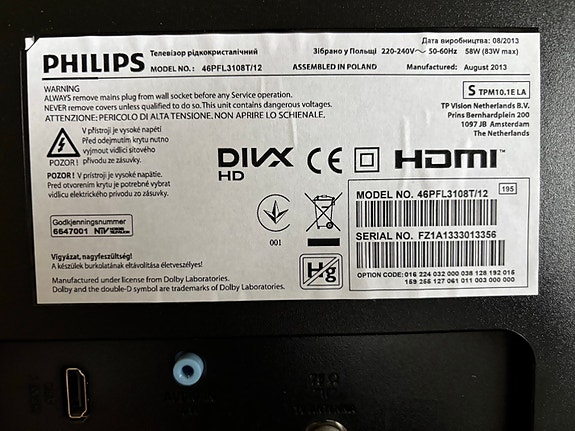 PHILIPS
Телевізор рідкокристалічний
MODEL NO.: 46PFL3108T/12
Зібрано у Польщі
ASSEMBLED IN POLAND
Дата виробництва: 08/2013
220-240V~ 50-60Hz 58W (83W max)
Manufactured: August 2013
WARNING
ALWAYS remove mains plug from wall socket before any Service operation.
NEVER remove covers unless qualified to do so. This unit contains dangerous voltages.
ATTENZIONE: PERICOLO DI ALTA TENSIONE, NON APRIRE LO SCHIENALE.
S TPM10.1E LA
TP Vision Netherlands B.V.
Prins Bernhardplein 200
1097 JB Amsterdam
The Netherlands
V přístroji je vysoké napětí
Před odejmutím krytu nutno
vyjmout vidlici síťového
POZOR! přívodu ze zásuvky.
POZOR! V prístroji je vysoké napätie.
Pred otvorením krytu je potrebné vybrať
vidlicu elektrického prívodu zo zásuvky.
DIVX
HD
CE
HDMI™
001
Godkjenningsnummer
6647001 NTV
Vigyázat, nagyfeszültség!
A készülék burkolatának eltávolítása életveszélyes!
Manufactured under license from Dolby Laboratories.
Dolby and the double-D symbol are trademarks of Dolby Laboratories.
Hg
195
MODEL NO. 46PFL3108T/12
SERIAL NO. FZ1A1333013356
OPTION CODE: 016 224 032 000 038 128 192 015
159 255 127 061 011 003 000 000